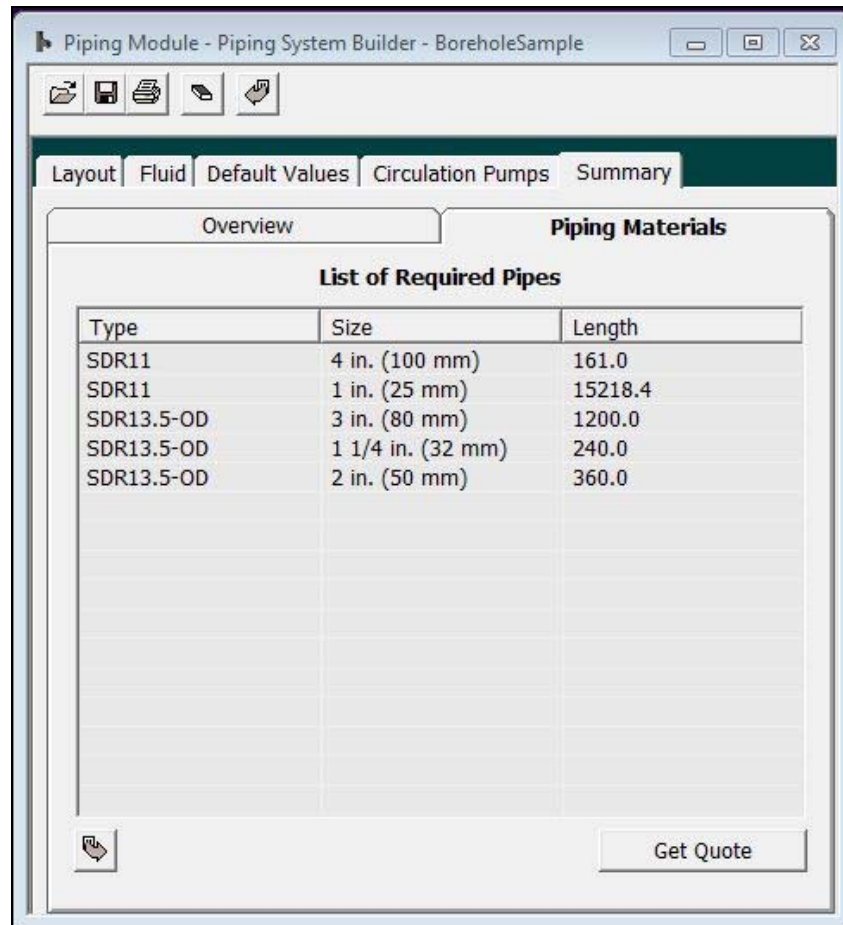 Piping Module - Piping System Builder - BoreholeSample
Layout Fluid Default Values Circulation Pumps Summary
Overview Piping Materials
List of Required Pipes
Type Size Length
SDR11 4 in. (100 mm) 161.0
SDR11 1 in. (25 mm) 15218.4
SDR13.5-OD 3 in. (80 mm) 1200.0
SDR13.5-OD 1 1/4 in. (32 mm) 240.0
SDR13.5-OD 2 in. (50 mm) 360.0
Get Quote